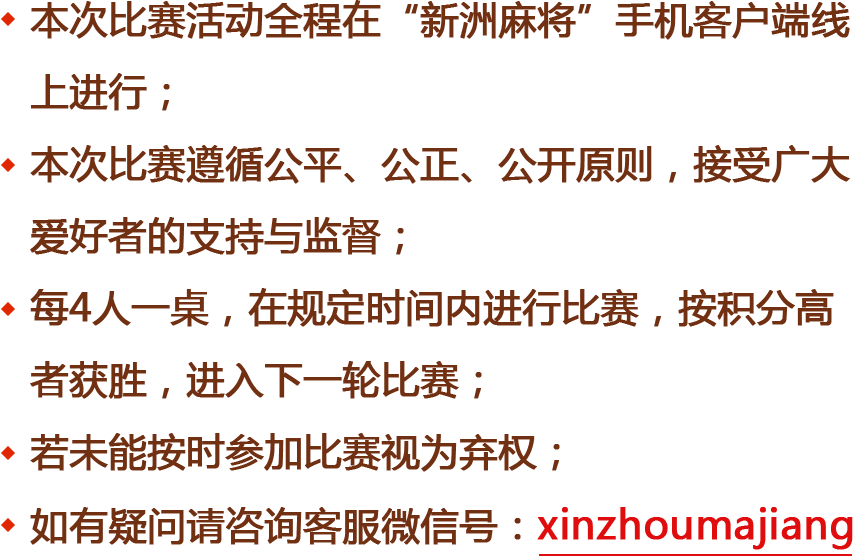 本次比赛活动全程在“新洲麻将”手机客户端线
上进行；
本次比赛遵循公平、公正、公开原则，接受广大
爱好者的支持与监督；
每4人一桌，在规定时间内进行比赛，按积分高
者获胜，进入下一轮比赛；
若未能按时参加比赛视为弃权；
如有疑问请咨询客服微信号：xinzhoumajiang